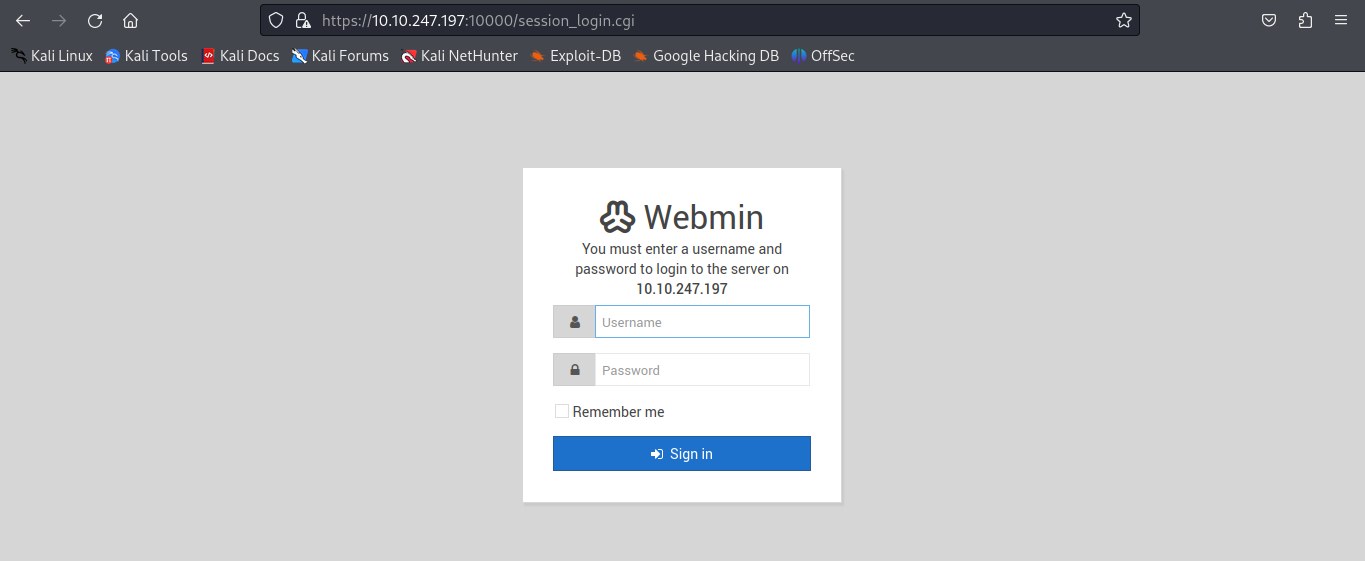 https://10.10.247.197:10000/session_login.cgi
Kali Linux Kali Tools Kali Docs Kali Forums Kali NetHunter Exploit-DB Google Hacking DB OffSec
Webmin
You must enter a username and
password to login to the server on
10.10.247.197
Username
Password
Remember me
Sign in